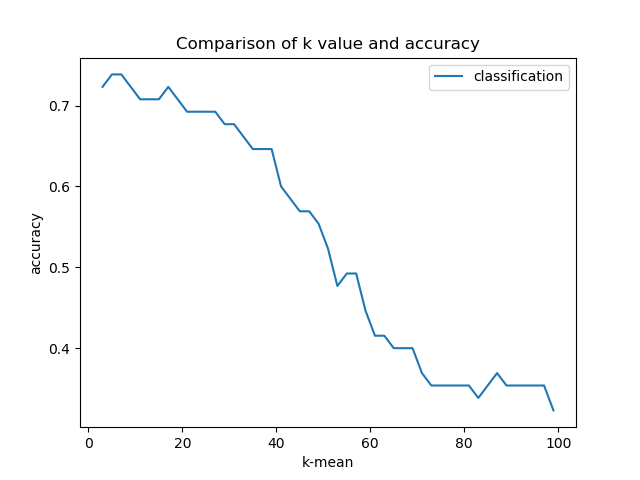 Comparison of k value and accuracy
classification
accuracy
0.7
0.6
0.5
0.4
0 20 40 60 80 100
k-mean